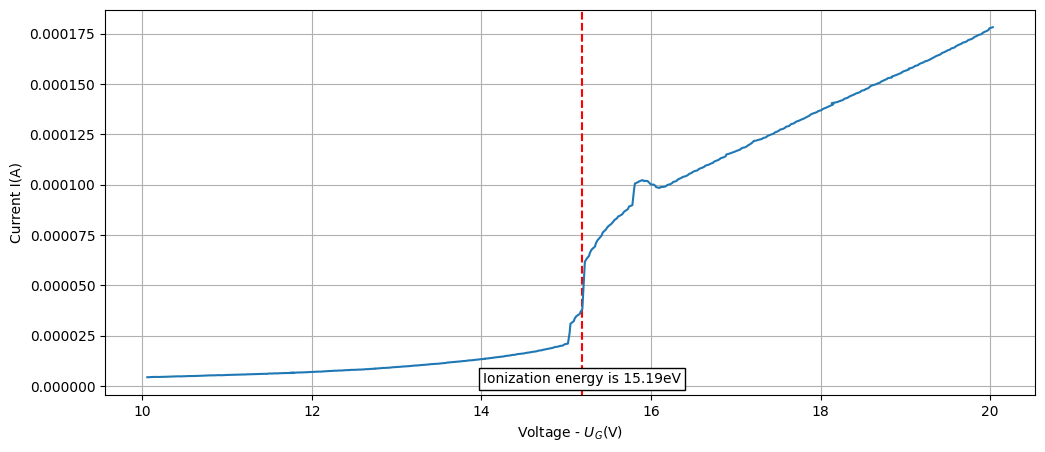 0.000175
0.000150
0.000125
0.000100
0.000075
0.000050
0.000025
0.000000
Current I(A)
Ionization energy is 15.19eV
10 12 14 16 18 20
Voltage - U_G(V)